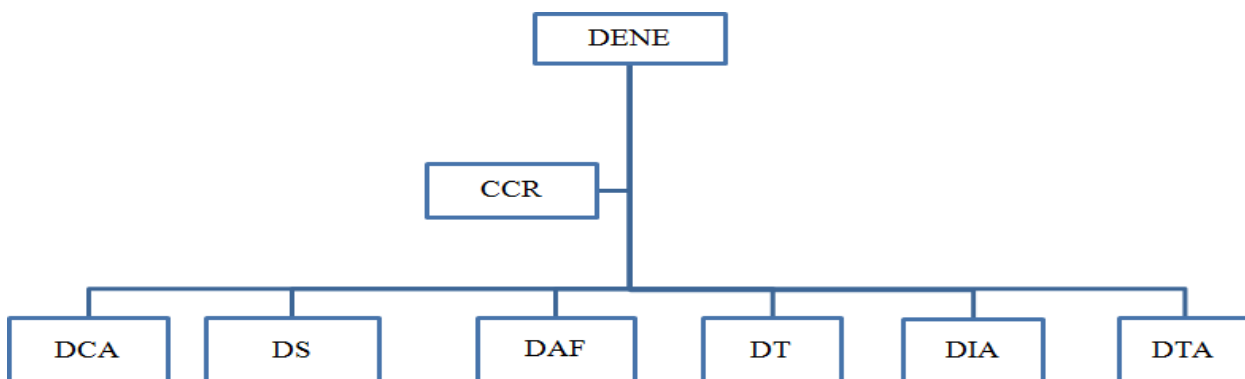 DENE
CCR
DCA
DS
DAF
DT
DIA
DTA